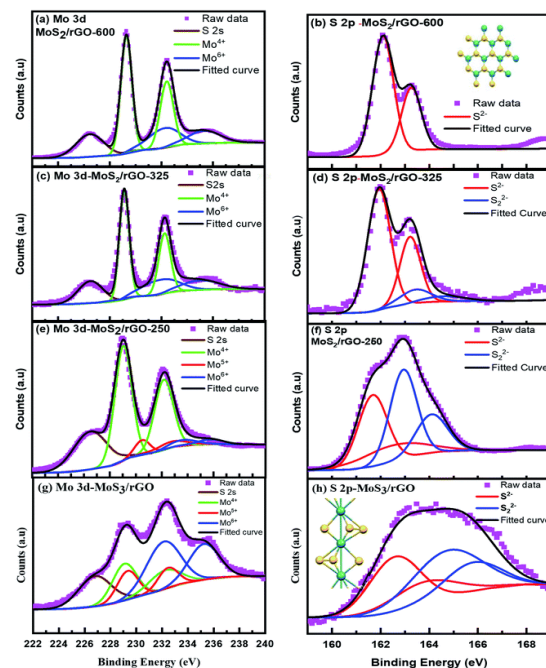 (a) Mo 3d
MoS2/rGO-600
Raw data
S 2s
Mo4+
Mo6+
Fitted curve
Counts (a.u)
(b) S 2p -MoS2/rGO-600
Raw data
S2-
Fitted curve
Counts (a.u)
(c) Mo 3d-MoS2/rGO-325
Raw data
S2s
Mo4+
Mo6+
Fitted curve
Counts (a.u)
(d) S 2p-MoS2/rGO-325
Raw data
S2-
S22-
Fitted Curve
Counts (a.u)
(e) Mo 3d-MoS2/rGO-250
Raw data
S 2s
Mo4+
Mo5+
Mo6+
Fitted curve
Counts (a.u)
(f) S 2p
MoS2/rGO-250
Raw data
S2-
S22-
Fitted curve
Counts (a.u)
(g) Mo 3d-MoS3/rGO
Raw data
S 2s
Mo4+
Mo5+
Mo6+
Fitted curve
Counts (a.u)
(h) S 2p-MoS3/rGO
Raw data
S2-
S22-
Fitted curve
Counts (a.u)
222 224 226 228 230 232 234 236 238 240
Binding Energy (eV)
160 162 164 166 168
Binding Energy (eV)